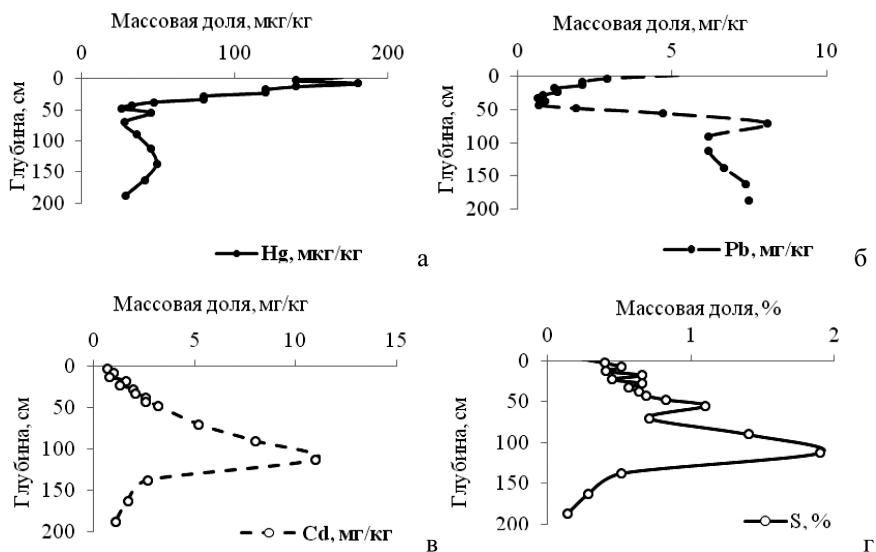 Массовая доля, мкг/кг
0 100 200
0
50
100
150
200
Глубина, см
Hg, мкг/кг
а
Массовая доля, мг/кг
0 5 10
0
50
100
150
200
Глубина, см
Pb, мг/кг
б
Массовая доля, мг/кг
0 5 10 15
0
50
100
150
200
Глубина, см
Cd, мг/кг
в
Массовая доля, %
0 1 2
0
50
100
150
200
Глубина, см
S, %
г